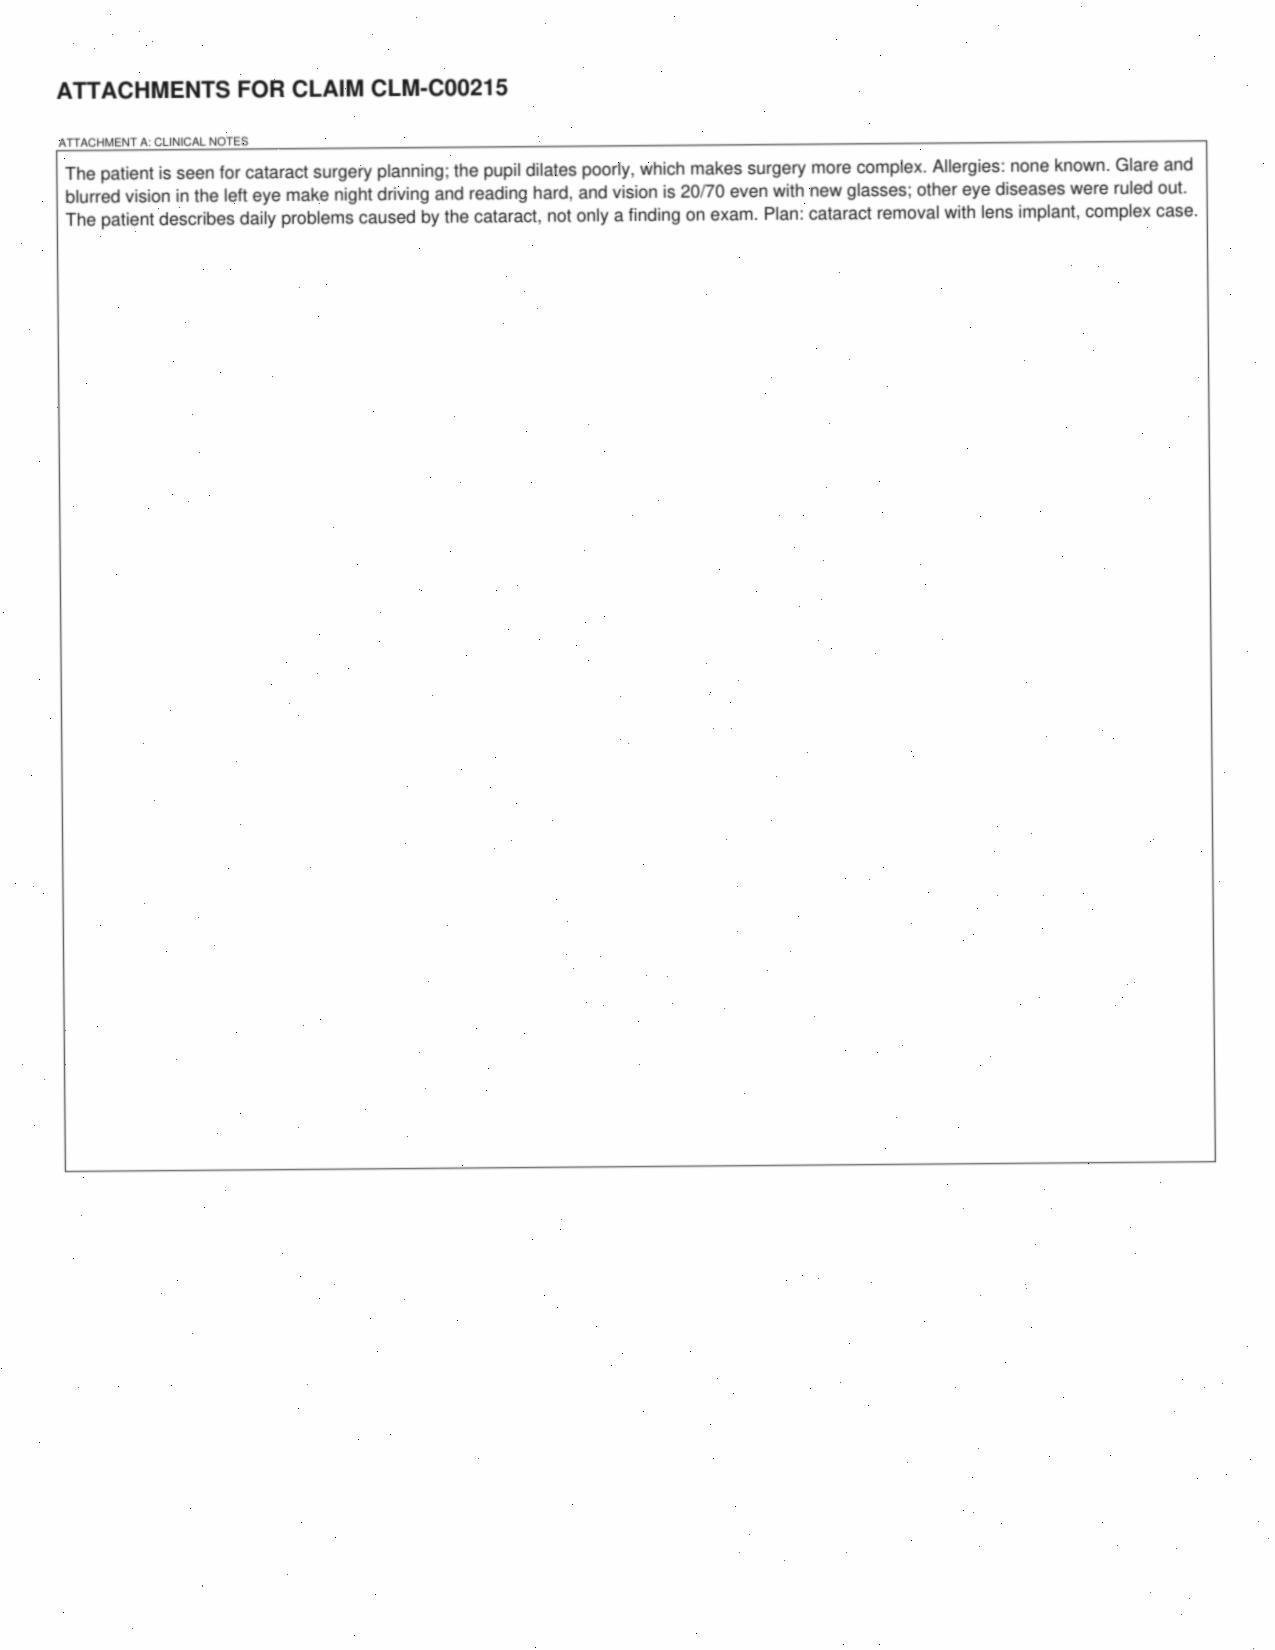 ATTACHMENTS FOR CLAIM CLM-C00215
ATTACHMENT A: CLINICAL NOTES
The patient is seen for cataract surgery planning; the pupil dilates poorly, which makes surgery more complex. Allergies: none known. Glare and
blurred vision in the left eye make night driving and reading hard, and vision is 20/70 even with new glasses; other eye diseases were ruled out.
The patient describes daily problems caused by the cataract, not only a finding on exam. Plan: cataract removal with lens implant, complex case.